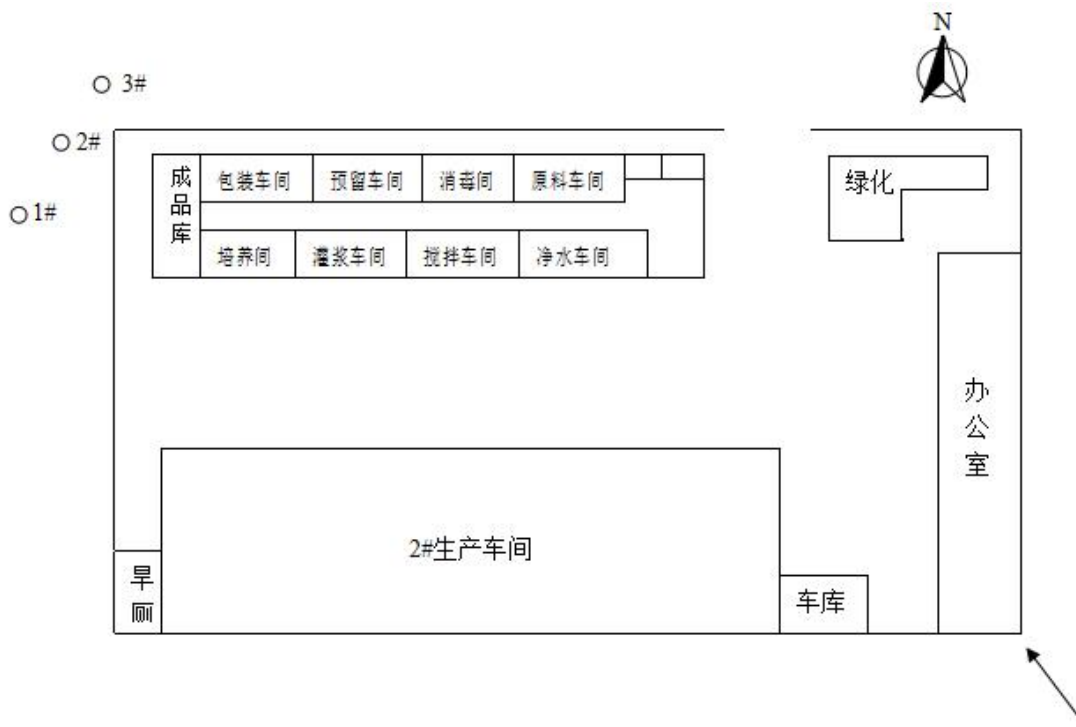 N
3#
2#
1#
成品库
包装车间
预留车间
消毒间
原料车间
绿化
培养间
灌浆车间
搅拌车间
净水车间
办公室
2#生产车间
旱厕
车库